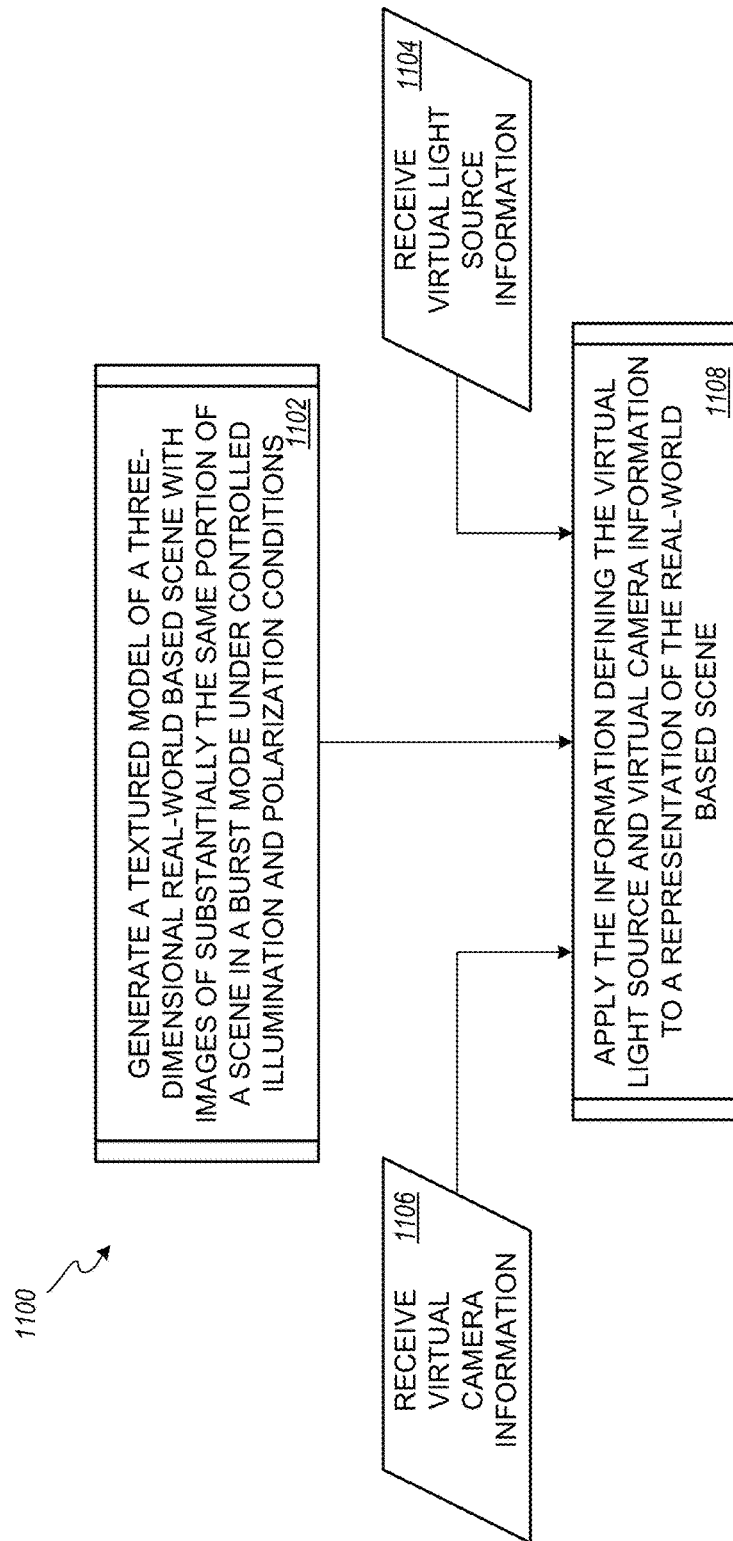 1100
GENERATE A TEXTURED MODEL OF A THREE-
DIMENSIONAL REAL-WORLD BASED SCENE WITH
IMAGES OF SUBSTANTIALLY THE SAME PORTION OF
A SCENE IN A BURST MODE UNDER CONTROLLED
ILLUMINATION AND POLARIZATION CONDITIONS
1102
RECEIVE
VIRTUAL
CAMERA
INFORMATION
1106
RECEIVE
VIRTUAL LIGHT
SOURCE
INFORMATION
1104
APPLY THE INFORMATION DEFINING THE VIRTUAL
LIGHT SOURCE AND VIRTUAL CAMERA INFORMATION
TO A REPRESENTATION OF THE REAL-WORLD
BASED SCENE
1108